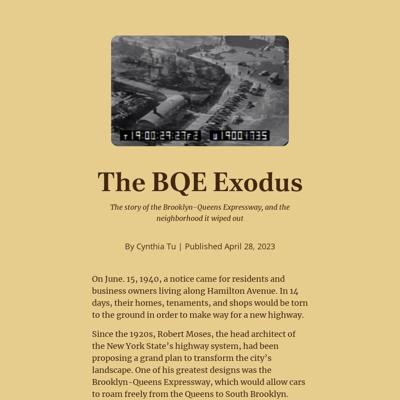 T19:00:29:27F2 U19001735
The BQE Exodus
The story of the Brooklyn-Queens Expressway, and the
neighborhood it wiped out
By Cynthia Tu | Published April 28, 2023
On June. 15, 1940, a notice came for residents and
business owners living along Hamilton Avenue. In 14
days, their homes, tenaments, and shops would be torn
to the ground in order to make way for a new highway.
Since the 1920s, Robert Moses, the head architect of
the New York State's highway system, had been
proposing a grand plan to transform the city's
landscape. One of his greatest designs was the
Brooklyn-Queens Expressway, which would allow cars
to roam freely from the Queens to South Brooklyn.